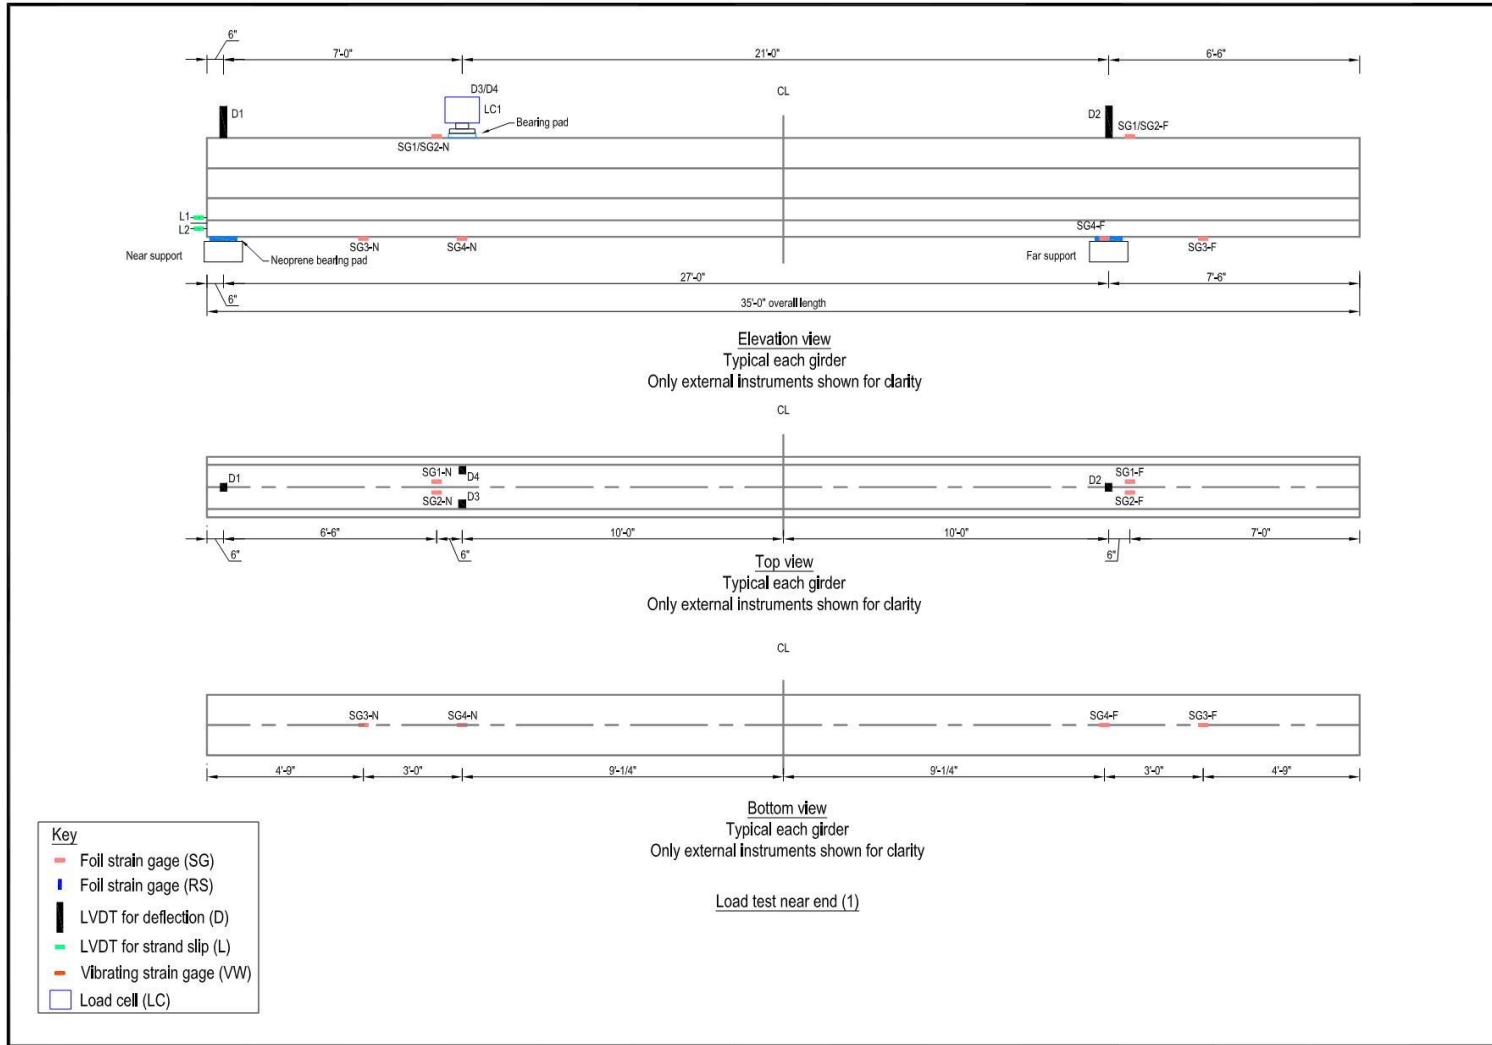 6"
7'-0"
21'-0"
6'-6"
D3/D4
CL
D1
LC1
Bearing pad
D2
SG1/SG2-F
SG1/SG2-N
L1
L2
SG4-F
Near support
Neoprene bearing pad
SG3-N
SG4-N
Far support
SG3-F
27'-0"
7'-6"
6"
35'-0" overall length
Elevation view
Typical each girder
Only external instruments shown for clarity
CL
D1
SG1-N
D4
SG2-N
D3
D2
SG1-F
SG2-F
6'-6"
10'-0"
10'-0"
7'-0"
6"
6"
6"
Top view
Typical each girder
Only external instruments shown for clarity
CL
SG3-N
SG4-N
SG4-F
SG3-F
4'-9"
3'-0"
9'-1/4"
9'-1/4"
3'-0"
4'-9"
Bottom view
Typical each girder
Only external instruments shown for clarity
Load test near end (1)
Key
Foil strain gage (SG)
Foil strain gage (RS)
LVDT for deflection (D)
LVDT for strand slip (L)
Vibrating strain gage (VW)
Load cell (LC)